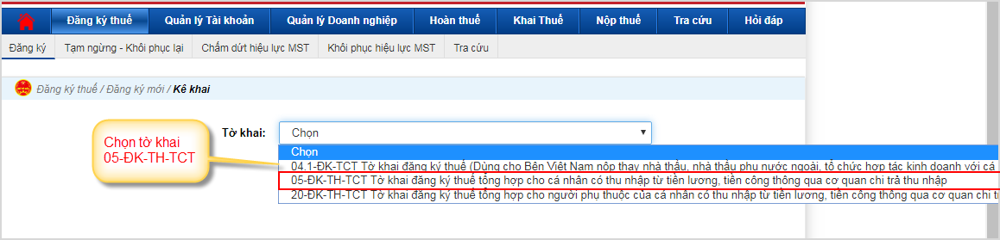 Đăng ký thuế Quản lý Tài khoản Quản lý Doanh nghiệp Hoàn thuế Khai Thuế Nộp thuế Tra cứu Hỏi đáp
Đăng ký Tạm ngừng - Khôi phục lại Chấm dứt hiệu lực MST Khôi phục hiệu lực MST Tra cứu
Đăng ký thuế / Đăng ký mới / Kê khai
Chọn tờ khai
05-ĐK-TH-TCT
Tờ khai: Chọn
Chọn
04.1-ĐK-TCT Tờ khai đăng ký thuế (Dùng cho Bên Việt Nam nộp thay nhà thầu, nhà thầu phụ nước ngoài, tổ chức hợp tác kinh doanh với cá
05-ĐK-TH-TCT Tờ khai đăng ký thuế tổng hợp cho cá nhân có thu nhập từ tiền lương, tiền công thông qua cơ quan chi trả thu nhập
20-ĐK-TH-TCT Tờ khai đăng ký thuế tổng hợp cho người phụ thuộc của cá nhân có thu nhập từ tiền lương, tiền công thông qua cơ quan chi tr